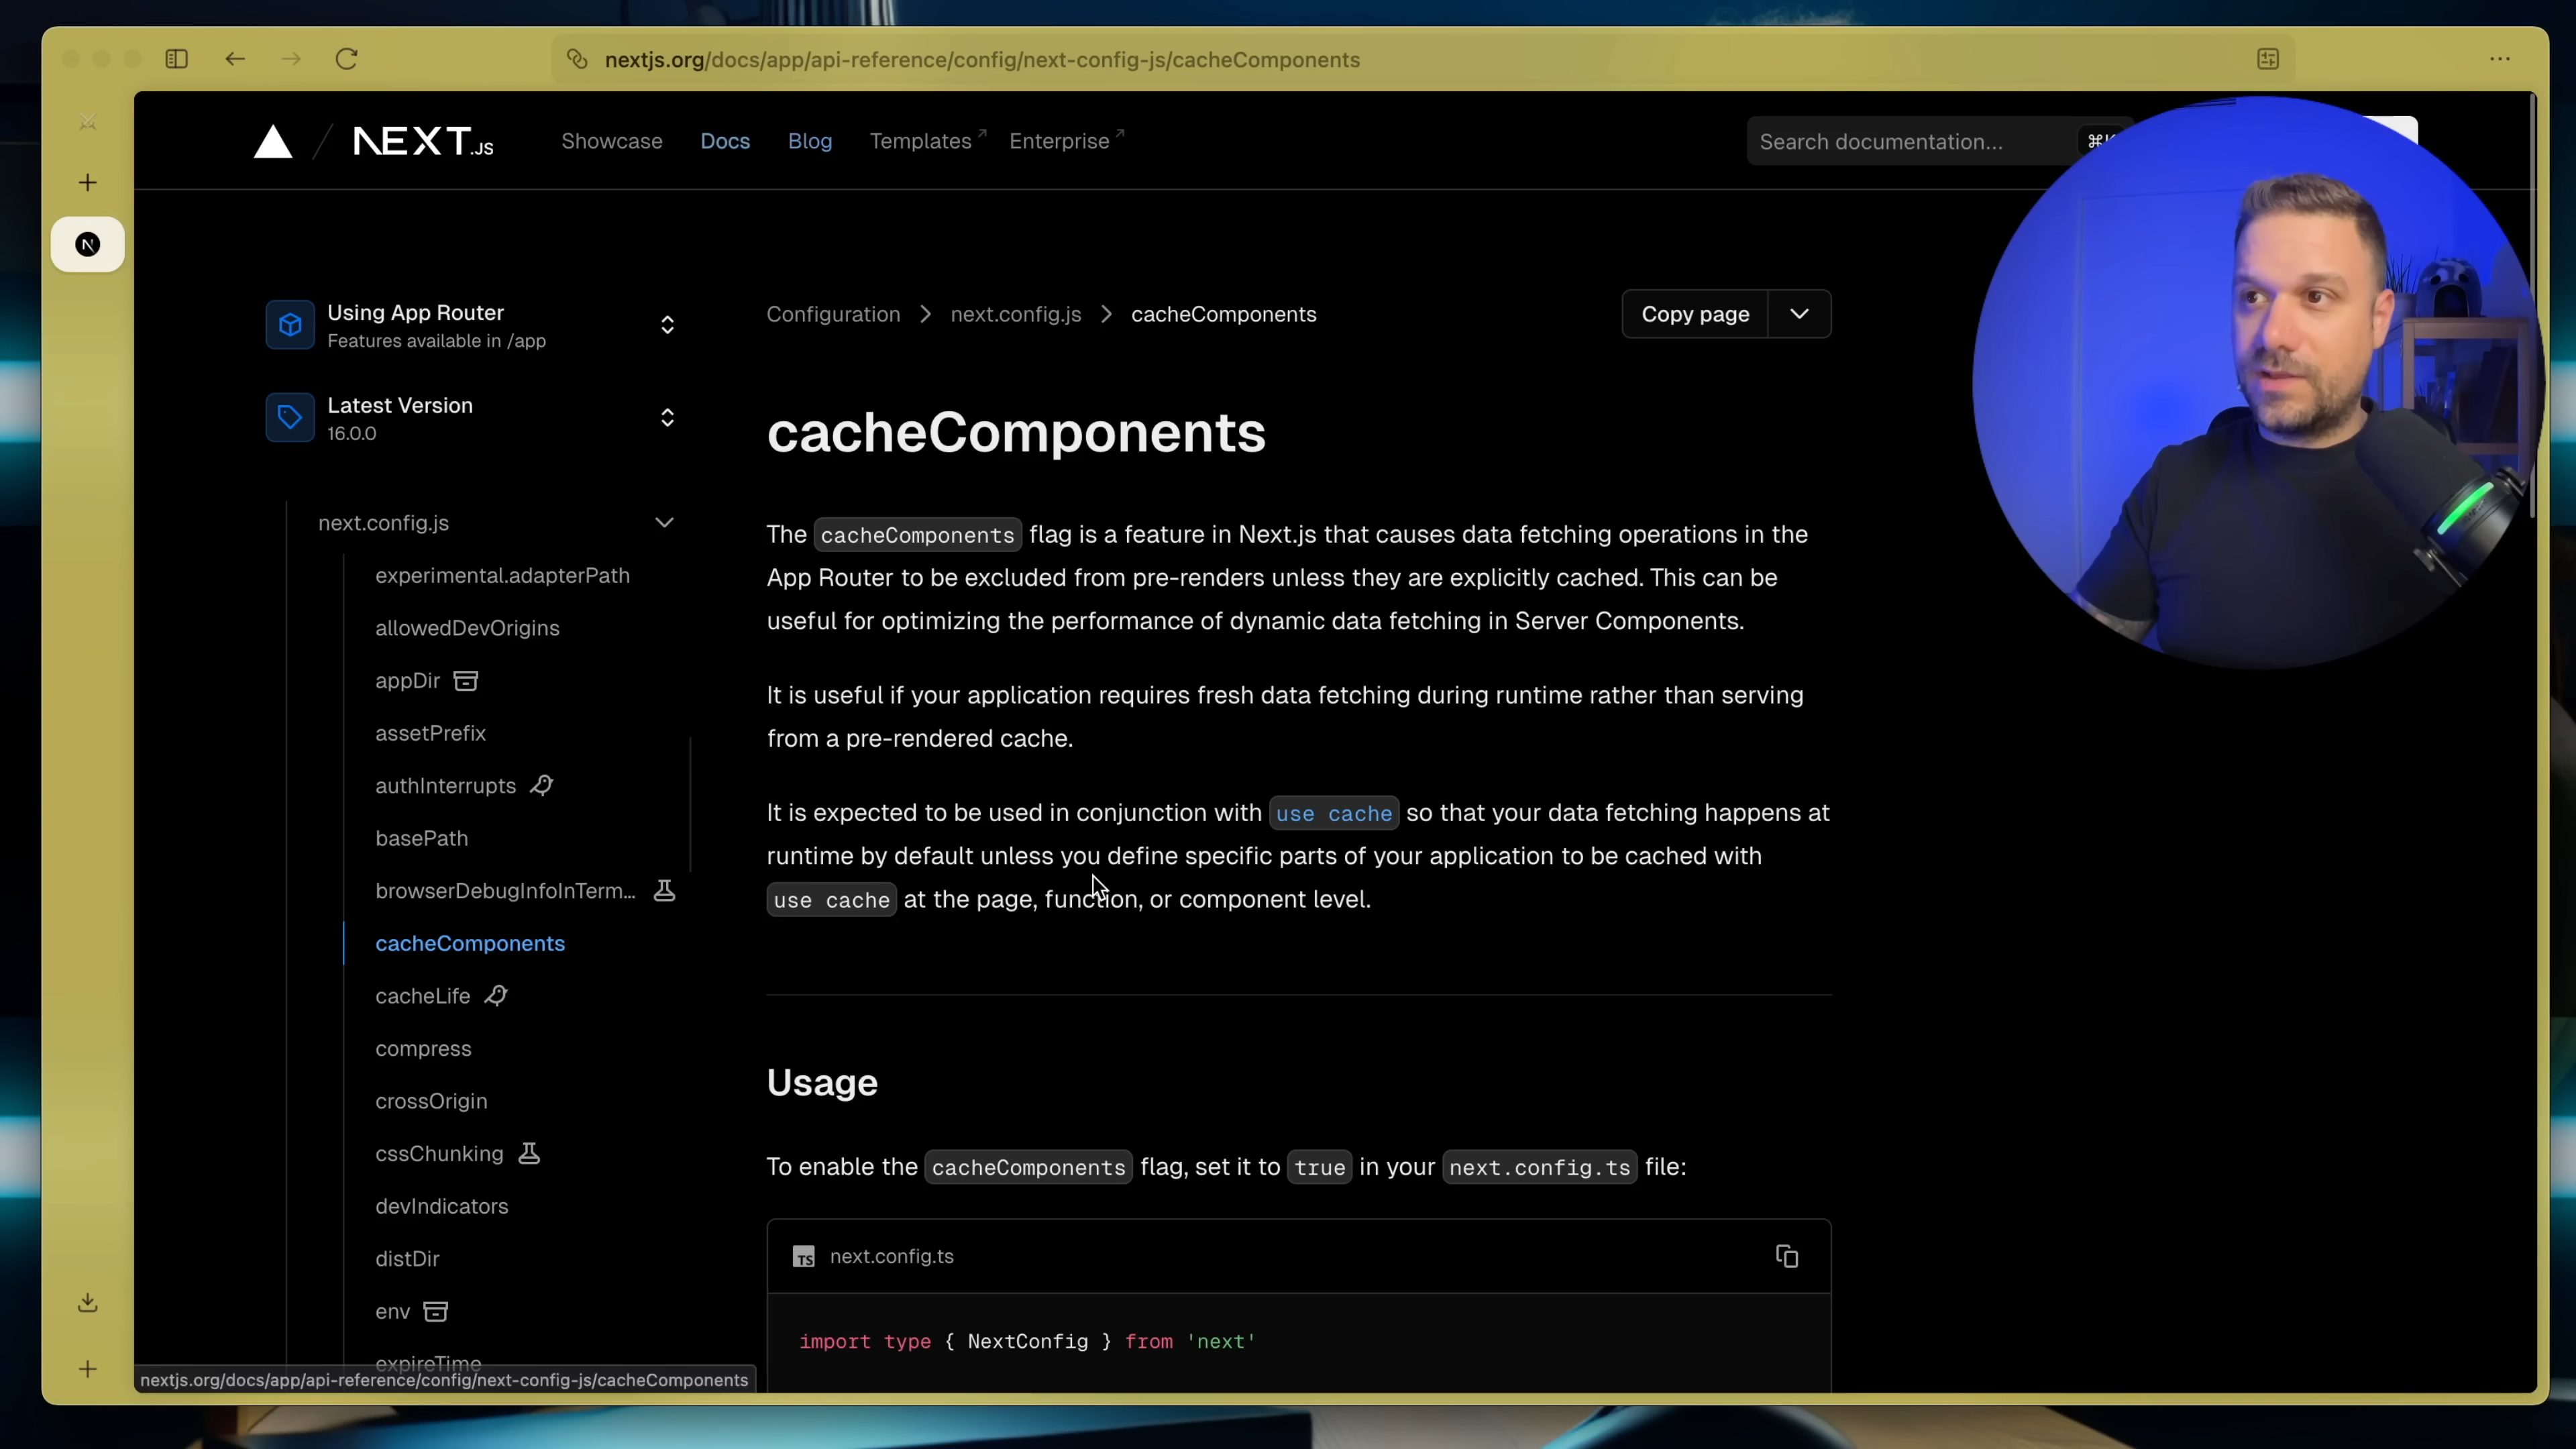 nextjs.org/docs/app/api-reference/config/next-config-js/cacheComponents
NEXT.JS
Showcase
Docs
Blog
Templates
Enterprise
Search documentation...
N
Using App Router
Features available in /app
Latest Version
16.0.0
next.config.js
experimental.adapterPath
allowedDevOrigins
appDir
assetPrefix
authInterrupts
basePath
browserDebugInfoInTerm...
cacheComponents
cacheLife
compress
crossOrigin
cssChunking
devIndicators
distDir
env
expireTime
Configuration > next.config.js > cacheComponents
Copy page
cacheComponents
The cacheComponents flag is a feature in Next.js that causes data fetching operations in the
App Router to be excluded from pre-renders unless they are explicitly cached. This can be
useful for optimizing the performance of dynamic data fetching in Server Components.
It is useful if your application requires fresh data fetching during runtime rather than serving
from a pre-rendered cache.
It is expected to be used in conjunction with use cache so that your data fetching happens at
runtime by default unless you define specific parts of your application to be cached with
use cache at the page, function, or component level.
Usage
To enable the cacheComponents flag, set it to true in your next.config.ts file:
TS next.config.ts
import type { NextConfig } from 'next'
nextjs.org/docs/app/api-reference/config/next-config-js/cacheComponents